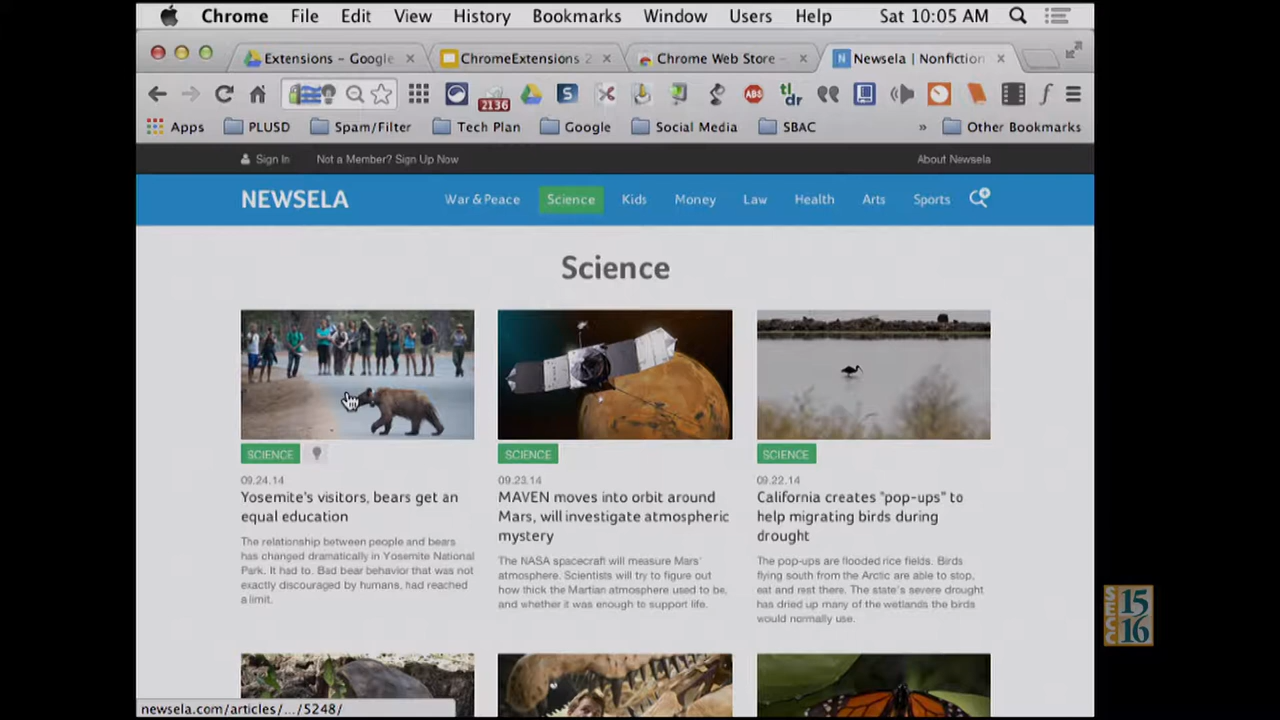 Chrome File Edit View History Bookmarks Window Users Help Sat 10:05 AM
Extensions - Google
ChromeExtensions 2
Chrome Web Store -
Newsela | Nonfiction
2136
S
ABS
tl;dr
Apps PLUSD Spam/Filter Tech Plan Google Social Media SBAC » Other Bookmarks
Sign In Not a Member? Sign Up Now About Newsela
NEWSELA War & Peace Science Kids Money Law Health Arts Sports
Science
SCIENCE
09.24.14
Yosemite's visitors, bears get an
equal education
The relationship between people and bears
has changed dramatically in Yosemite National
Park. It had to. Bad bear behavior that was not
exactly discouraged by humans, had reached
a limit.
SCIENCE
09.23.14
MAVEN moves into orbit around
Mars, will investigate atmospheric
mystery
The NASA spacecraft will measure Mars'
atmosphere. Scientists will try to figure out
how thick the Martian atmosphere used to be,
and whether it was enough to support life.
SCIENCE
09.22.14
California creates "pop-ups" to
help migrating birds during
drought
The pop-ups are flooded rice fields. Birds
flying south from the Arctic are able to stop,
eat and rest there. The state's severe drought
has dried up many of the wetlands the birds
would normally use.
newsela.com/articles/.../5248/
SECC
15
16